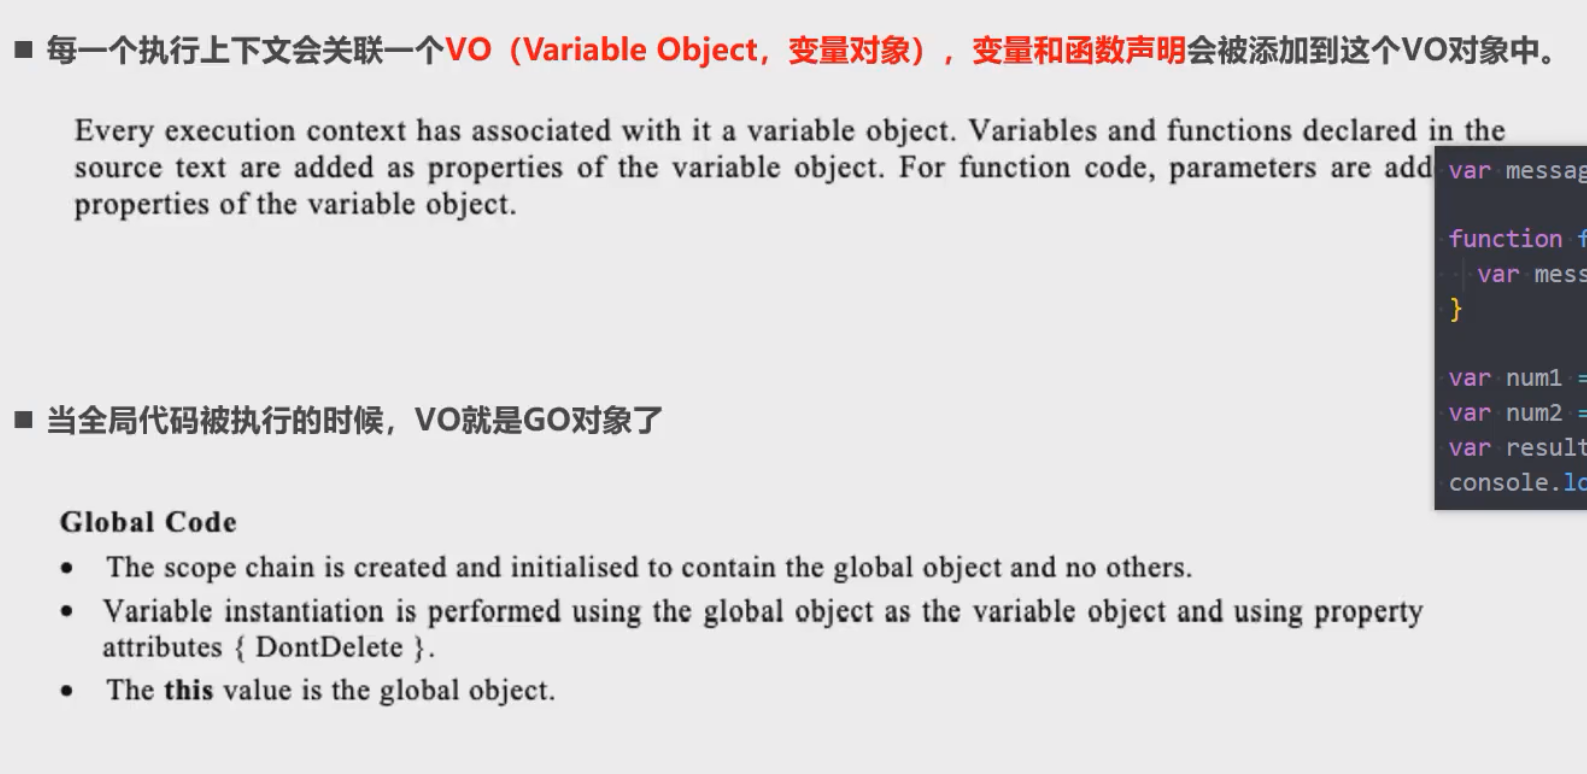 ■ 每一个执行上下文会关联一个VO（Variable Object，变量对象），变量和函数声明会被添加到这个VO对象中。
Every execution context has associated with it a variable object. Variables and functions declared in the
source text are added as properties of the variable object. For function code, parameters are add
properties of the variable object.
var messag
function f
var mess
}
var num1 =
var num2 =
var result
console.lo
■ 当全局代码被执行的时候，VO就是GO对象了
Global Code
• The scope chain is created and initialised to contain the global object and no others.
• Variable instantiation is performed using the global object as the variable object and using property
attributes { DontDelete }.
• The this value is the global object.